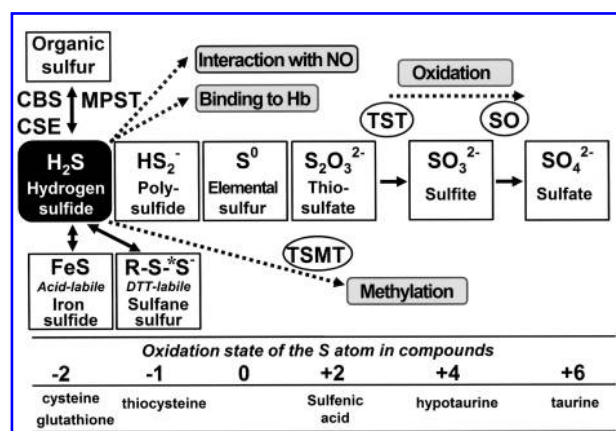 Organic
sulfur
Interaction with NO
Oxidation
CBS
MPST
Binding to Hb
CSE
TST
SO
H₂S
Hydrogen
sulfide
HS₂⁻
Poly-
sulfide
S⁰
Elemental
sulfur
S₂O₃²⁻
Thio-
sulfate
SO₃²⁻
Sulfite
SO₄²⁻
Sulfate
TSMT
FeS
Acid-labile
Iron
sulfide
R-S-*S⁻
DTT-labile
Sulfane
sulfur
Methylation
Oxidation state of the S atom in compounds
-2 -1 0 +2 +4 +6
cysteine
glutathione
thiocysteine
Sulfenic
acid
hypotaurine
taurine